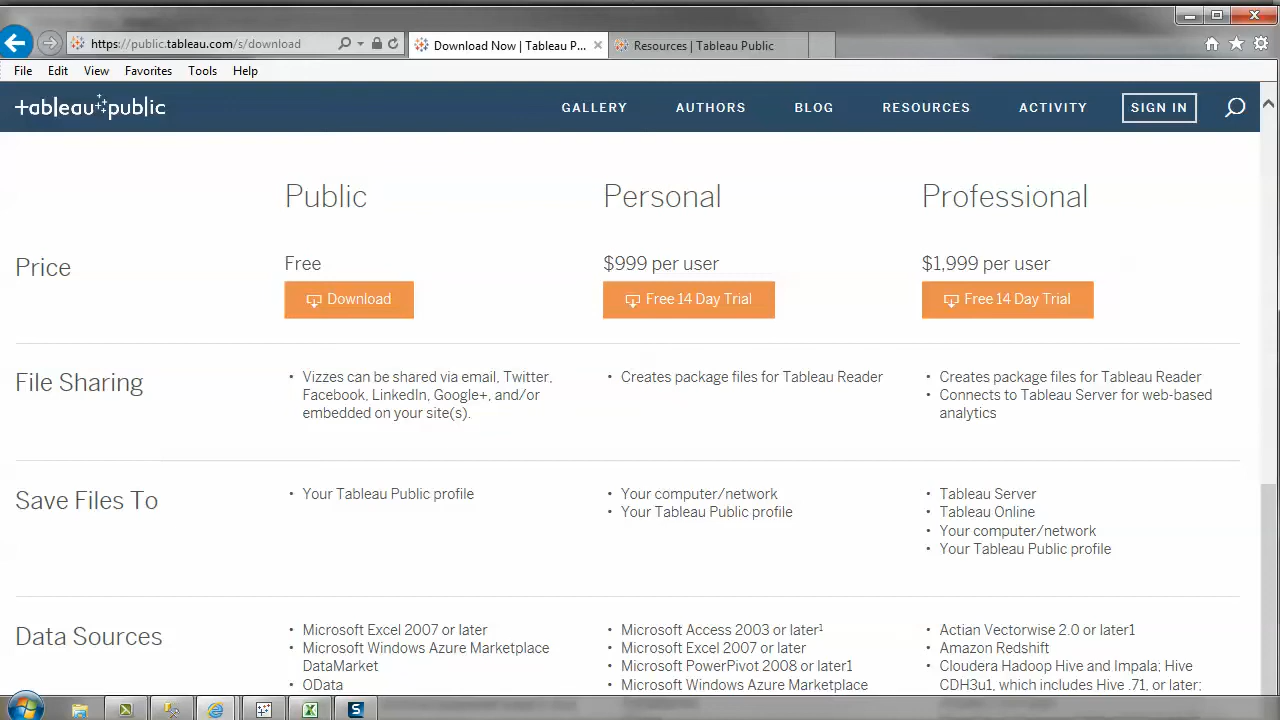 https://public.tableau.com/s/download
Download Now | Tableau P...
Resources | Tableau Public
File Edit View Favorites Tools Help
tableau public
GALLERY AUTHORS BLOG RESOURCES ACTIVITY SIGN IN
Public Personal Professional
Price
Free
$999 per user
$1,999 per user
Download
Free 14 Day Trial
Free 14 Day Trial
File Sharing
• Vizzes can be shared via email, Twitter,
Facebook, LinkedIn, Google+, and/or
embedded on your site(s).
• Creates package files for Tableau Reader
• Creates package files for Tableau Reader
• Connects to Tableau Server for web-based
analytics
Save Files To
• Your Tableau Public profile
• Your computer/network
• Your Tableau Public profile
• Tableau Server
• Tableau Online
• Your computer/network
• Your Tableau Public profile
Data Sources
• Microsoft Excel 2007 or later
• Microsoft Windows Azure Marketplace
DataMarket
• OData
• Microsoft Access 2003 or later¹
• Microsoft Excel 2007 or later
• Microsoft PowerPivot 2008 or later1
• Microsoft Windows Azure Marketplace
• Actian Vectorwise 2.0 or later1
• Amazon Redshift
• Cloudera Hadoop Hive and Impala; Hive
CDH3u1, which includes Hive .71, or later;